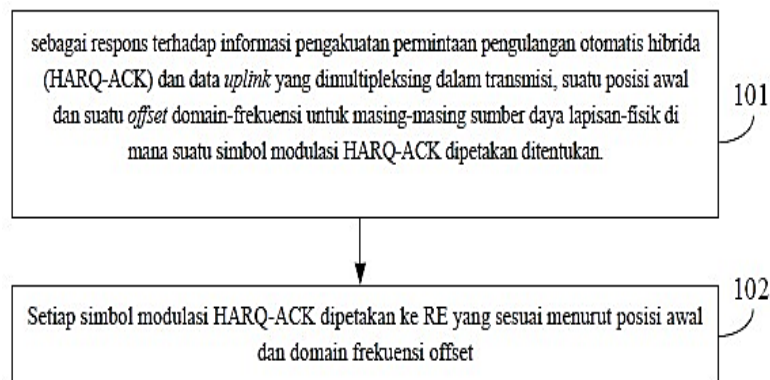 sebagai respons terhadap informasi pengakuatan permintaan pengulangan otomatis hibrida
(HARQ-ACK) dan data uplink yang dimultipleksing dalam transmisi, suatu posisi awal
dan suatu offset domain-frekuensi untuk masing-masing sumber daya lapisan-fisik di
mana suatu simbol modulasi HARQ-ACK dipetakan ditentukan.
101
Setiap simbol modulasi HARQ-ACK dipetakan ke RE yang sesuai menurut posisi awal
dan domain frekuensi offset
102